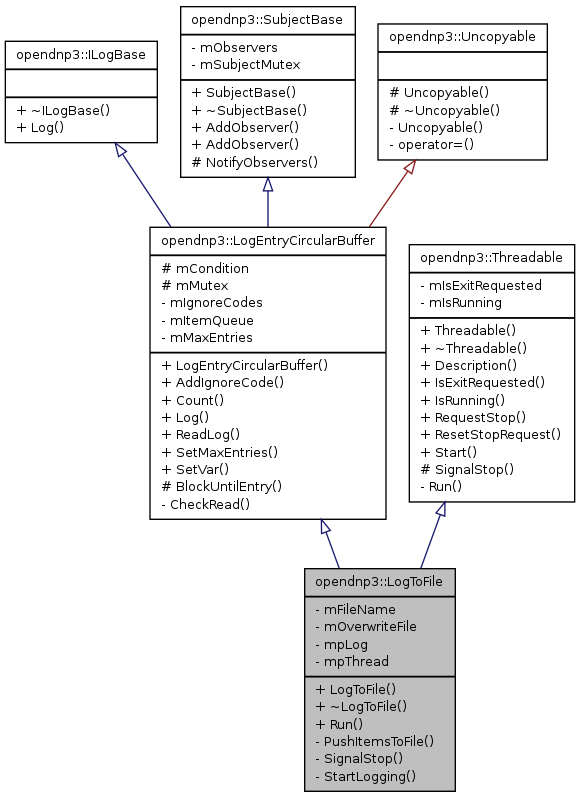 opendnp3::ILogBase
+ ~ILogBase()
+ Log()
opendnp3::SubjectBase
- mObservers
- mSubjectMutex
+ SubjectBase()
+ ~SubjectBase()
+ AddObserver()
+ AddObserver()
# NotifyObservers()
opendnp3::Uncopyable
# Uncopyable()
# ~Uncopyable()
- Uncopyable()
- operator=()
opendnp3::LogEntryCircularBuffer
# mCondition
# mMutex
- mIgnoreCodes
- mItemQueue
- mMaxEntries
+ LogEntryCircularBuffer()
+ AddIgnoreCode()
+ Count()
+ Log()
+ ReadLog()
+ SetMaxEntries()
+ SetVar()
# BlockUntilEntry()
- CheckRead()
opendnp3::Threadable
- mIsExitRequested
- mIsRunning
+ Threadable()
+ ~Threadable()
+ Description()
+ IsExitRequested()
+ IsRunning()
+ RequestStop()
+ ResetStopRequest()
+ Start()
# SignalStop()
- Run()
opendnp3::LogToFile
- mFileName
- mOverwriteFile
- mpLog
- mpThread
+ LogToFile()
+ ~LogToFile()
+ Run()
- PushItemsToFile()
- SignalStop()
- StartLogging()